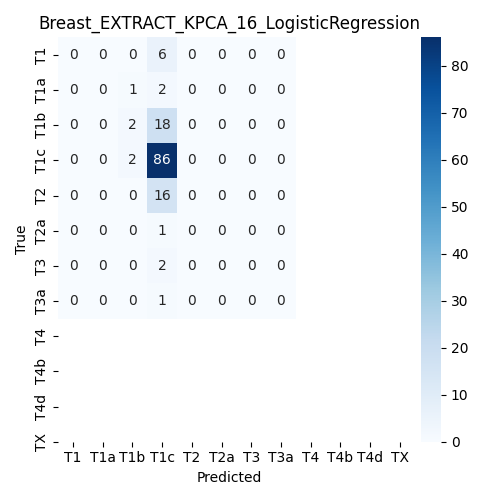 Breast_EXTRACT_KPCA_16_LogisticRegression
True
T1 0 0 0 6 0 0 0 0
T1a 0 0 1 2 0 0 0 0
T1b 0 0 2 18 0 0 0 0
T1c 0 0 2 86 0 0 0 0
T2 0 0 0 16 0 0 0 0
T2a 0 0 0 1 0 0 0 0
T3 0 0 0 2 0 0 0 0
T3a 0 0 0 1 0 0 0 0
T4
T4b
T4d
TX
T1 T1a T1b T1c T2 T2a T3 T3a T4 T4b T4d TX
Predicted
80
70
60
50
40
30
20
10
0